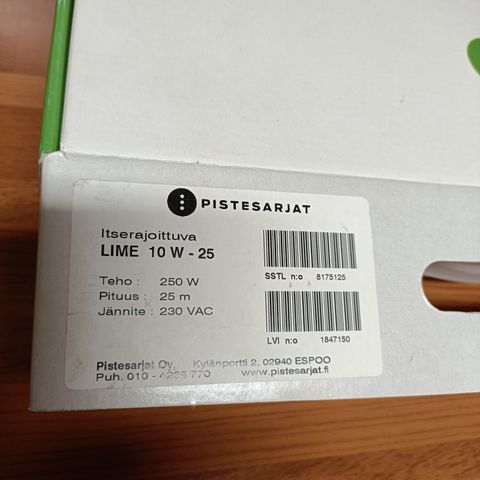 PISTESARJAT
Itserajoittuva
LIME 10 W - 25
Teho : 250 W
Pituus : 25 m
Jännite : 230 VAC
SSTL n:o 8175125
LVI n:o 1847150
Pistesarjat Oy, Kylänportti 2, 02940 ESPOO
Puh. 010 - 4235 770 www.pistesarjat.fi